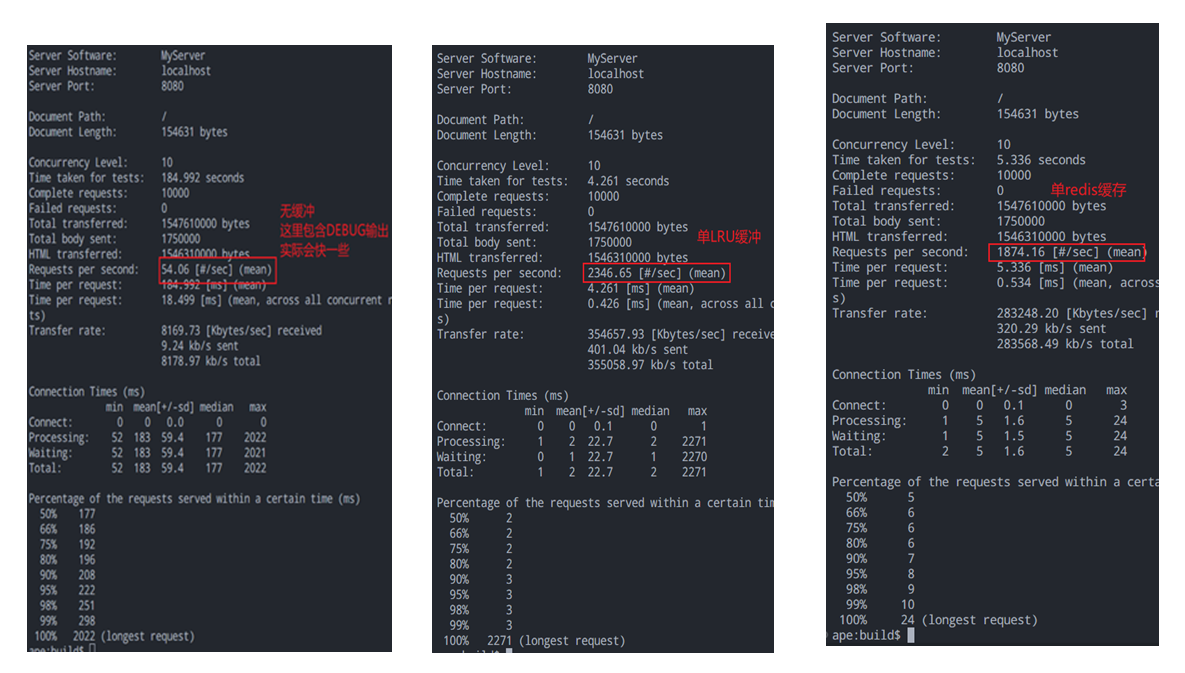 Server Software: MyServer
Server Hostname: localhost
Server Port: 8080
Document Path: /
Document Length: 154631 bytes
Concurrency Level: 10
Time taken for tests: 184.992 seconds
Complete requests: 10000
Failed requests: 0
Total transferred: 1547610000 bytes
Total body sent: 1750000
HTML transferred: 1546310000 bytes
Requests per second: 54.06 [#/sec] (mean)
Time per request: 184.992 [ms] (mean)
Time per request: 18.499 [ms] (mean, across all concurrent r
ts)
Transfer rate: 8169.73 [Kbytes/sec] received
9.24 kb/s sent
8178.97 kb/s total
Connection Times (ms)
min mean[+/-sd] median max
Connect: 0 0 0.0 0 0
Processing: 52 183 59.4 177 2022
Waiting: 52 183 59.4 177 2021
Total: 52 183 59.4 177 2022
Percentage of the requests served within a certain time (ms)
50% 177
66% 186
75% 192
80% 196
90% 208
95% 222
98% 251
99% 298
100% 2022 (longest request)
ape:build$
无缓冲
这里包含DEBUG输出
实际会快一些
Server Software: MyServer
Server Hostname: localhost
Server Port: 8080
Document Path: /
Document Length: 154631 bytes
Concurrency Level: 10
Time taken for tests: 4.261 seconds
Complete requests: 10000
Failed requests: 0
Total transferred: 1547610000 bytes
Total body sent: 1750000
HTML transferred: 1546310000 bytes
Requests per second: 2346.65 [#/sec] (mean)
Time per request: 4.261 [ms] (mean)
Time per request: 0.426 [ms] (mean, across all c
s)
Transfer rate: 354657.93 [Kbytes/sec] receive
401.04 kb/s sent
355058.97 kb/s total
Connection Times (ms)
min mean[+/-sd] median max
Connect: 0 0 0.1 0 1
Processing: 1 2 22.7 2 2271
Waiting: 0 1 22.7 1 2270
Total: 1 2 22.7 2 2271
Percentage of the requests served within a certain tim
50% 2
66% 2
75% 2
80% 2
90% 3
95% 3
98% 3
99% 3
100% 2271 (longest request)
单LRU缓冲
Server Software: MyServer
Server Hostname: localhost
Server Port: 8080
Document Path: /
Document Length: 154631 bytes
Concurrency Level: 10
Time taken for tests: 5.336 seconds
Complete requests: 10000
Failed requests: 0
Total transferred: 1547610000 bytes
Total body sent: 1750000
HTML transferred: 1546310000 bytes
Requests per second: 1874.16 [#/sec] (mean)
Time per request: 5.336 [ms] (mean)
Time per request: 0.534 [ms] (mean, across
s)
Transfer rate: 283248.20 [Kbytes/sec] r
320.29 kb/s sent
283568.49 kb/s total
Connection Times (ms)
min mean[+/-sd] median max
Connect: 0 0 0.1 0 3
Processing: 1 5 1.6 5 24
Waiting: 1 5 1.5 5 24
Total: 2 5 1.6 5 24
Percentage of the requests served within a certa
50% 5
66% 6
75% 6
80% 6
90% 7
95% 8
98% 9
99% 10
100% 24 (longest request)
ape:build$
单redis缓存